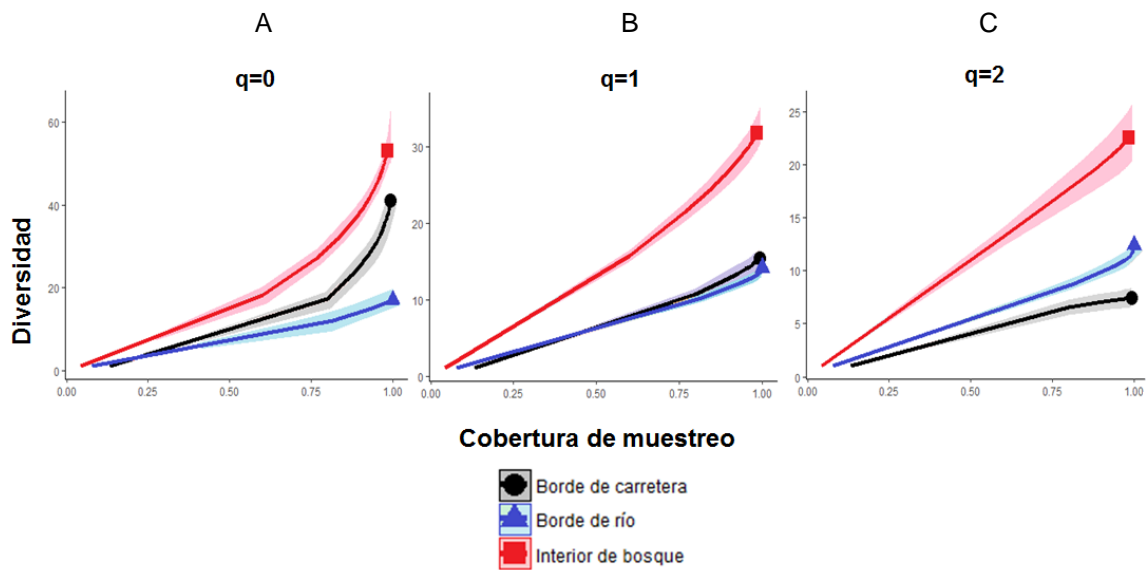 A
B
C
q=0
q=1
q=2
Diversidad
60
40
20
0
0.00
0.25
0.50
0.75
1.00
30
20
10
0
0.00
0.25
0.50
0.75
1.00
25
20
15
10
5
0
0.00
0.25
0.50
0.75
1.00
Cobertura de muestreo
Borde de carretera
Borde de río
Interior de bosque